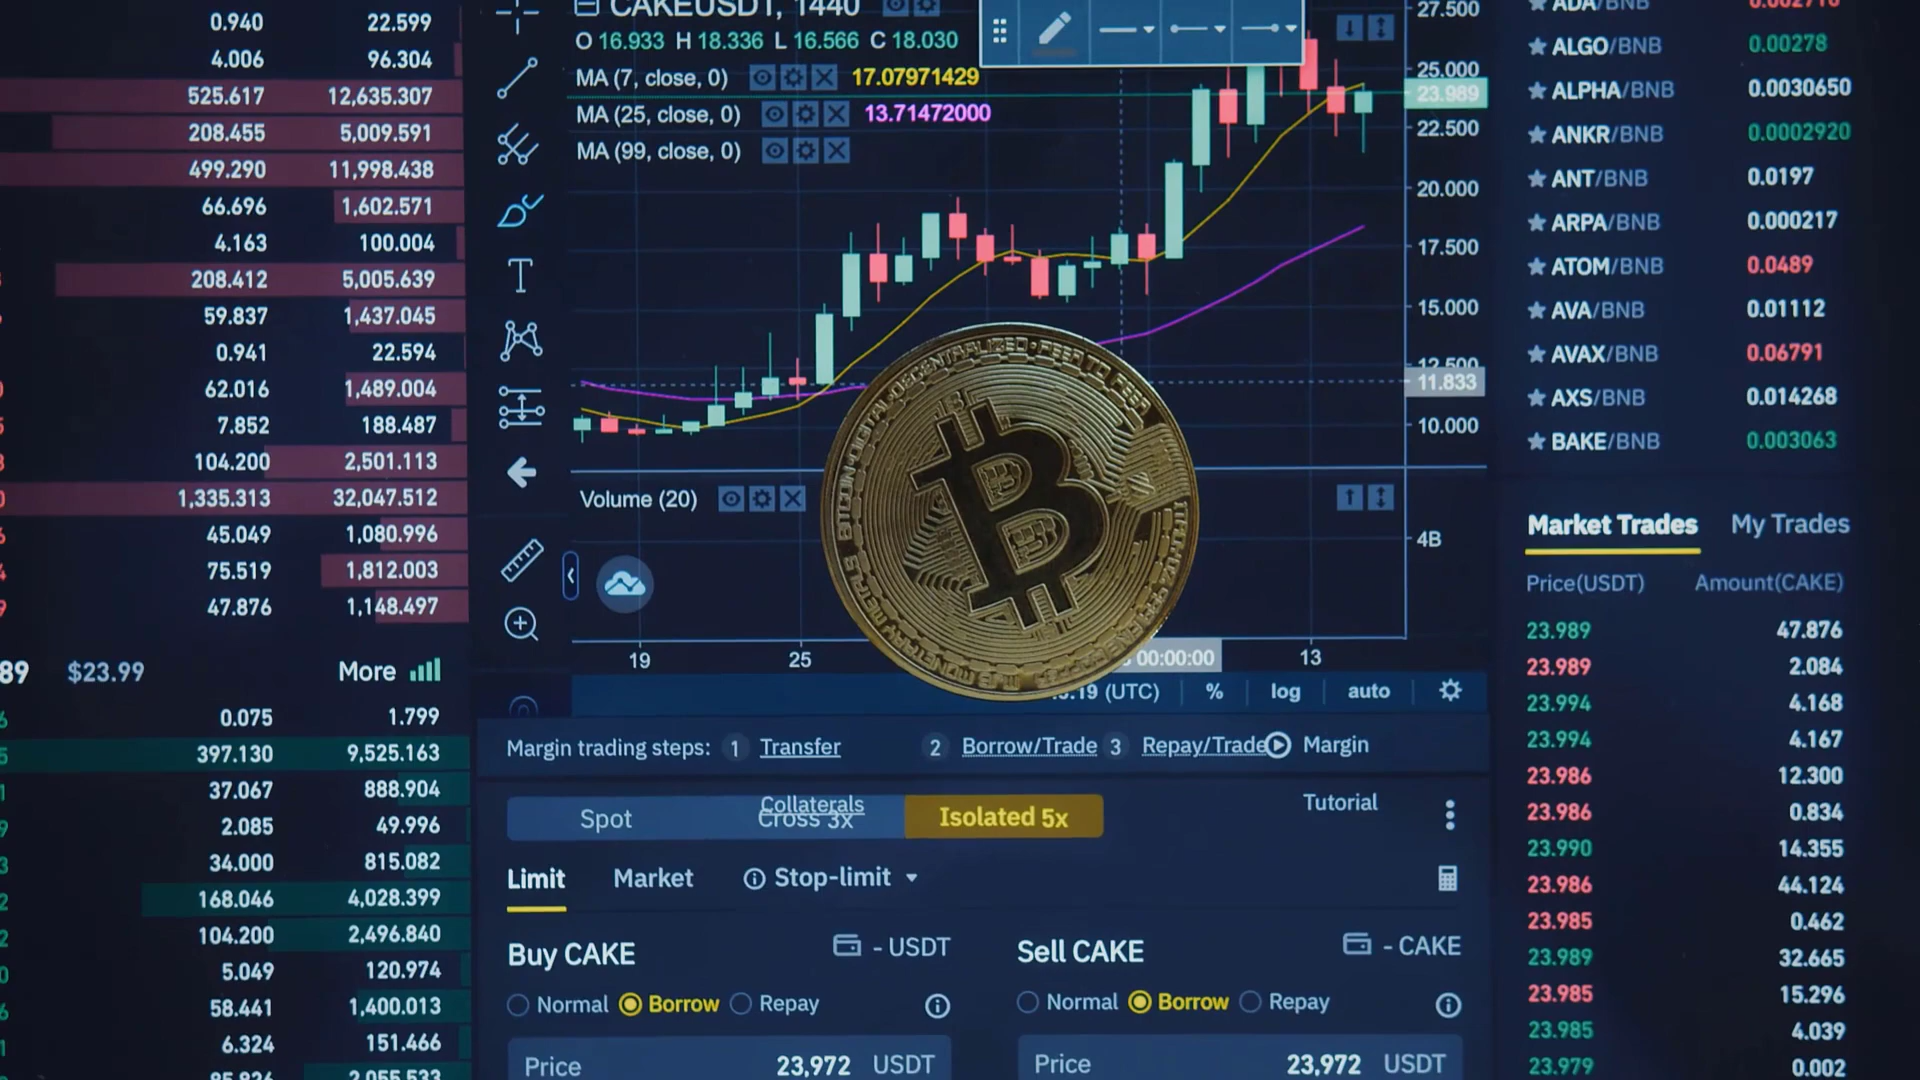 0.940 22.599
4.006 96.304
525.617 12,635.307
208.455 5,009.591
499.290 11,998.438
66.696 1,602.571
4.163 100.004
208.412 5,005.639
59.837 1,437.045
0.941 22.594
62.016 1,489.004
7.852 188.487
104.200 2,501.113
1,335.313 32,047.512
45.049 1,080.996
75.519 1,812.003
47.876 1,148.497
89 $23.99 More
0.075 1.799
397.130 9,525.163
37.067 888.904
2.085 49.996
34.000 815.082
168.046 4,028.399
104.200 2,496.840
5.049 120.974
58.441 1,400.013
6.324 151.466
2,055.533
CAKEUSDT, 1440
O 16.933 H 18.336 L 16.566 C 18.030
MA (7, close, 0) 17.07971429
MA (25, close, 0) 13.71472000
MA (99, close, 0)
27.500
25.000
23.989
22.500
20.000
17.500
15.000
12.500
11.833
10.000
Volume (20)
4B
19 25 00:00:00 13
BITCOIN·DIGITAL·DECENTRALIZED·PEER TO PEER
B
(UTC) % log auto
Margin trading steps: 1 Transfer 2 Borrow/Trade 3 Repay/Trade Margin
Collaterals Tutorial
Spot Cross 3x Isolated 5x
Limit Market Stop-limit
Buy CAKE - USDT
Normal Borrow Repay
Price 23,972 USDT
Sell CAKE - CAKE
Normal Borrow Repay
Price 23,972 USDT
ADA/BNB
ALGO/BNB 0.00278
ALPHA/BNB 0.0030650
ANKR/BNB 0.0002920
ANT/BNB 0.0197
ARPA/BNB 0.000217
ATOM/BNB 0.0489
AVA/BNB 0.01112
AVAX/BNB 0.06791
AXS/BNB 0.014268
BAKE/BNB 0.003063
Market Trades My Trades
Price(USDT) Amount(CAKE)
23.989 47.876
23.989 2.084
23.994 4.168
23.994 4.167
23.986 12.300
23.986 0.834
23.990 14.355
23.986 44.124
23.985 0.462
23.989 32.665
23.985 15.296
23.985 4.039
23.979 0.002